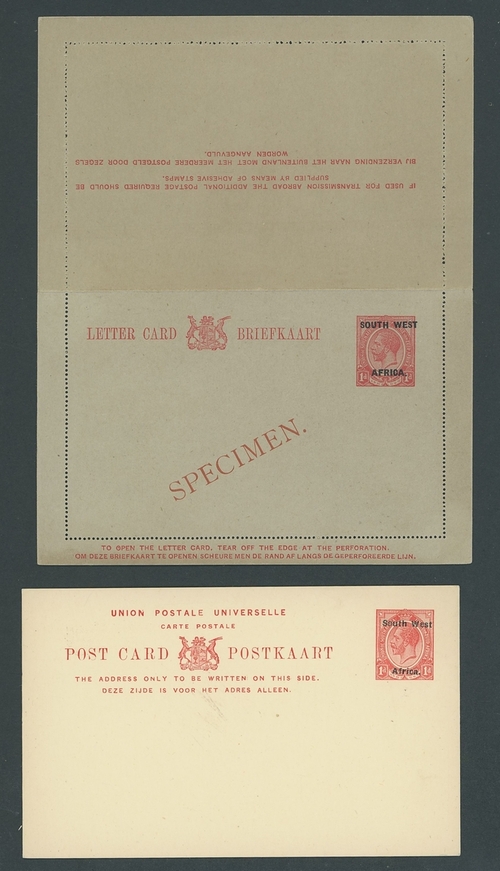 BIJ VERZENDING NAAR HET BUITENLAND MOET HET MEERDERE POSTGELD DOOR ZEGELS
WORDEN AANGEVULD.
IF USED FOR TRANSMISSION ABROAD THE ADDITIONAL POSTAGE REQUIRED SHOULD BE
SUPPLIED BY MEANS OF ADHESIVE STAMPS.
LETTER CARD BRIEFKAART
SOUTH WEST
AFRICA.
1D 1D
SPECIMEN.
TO OPEN THE LETTER CARD, TEAR OFF THE EDGE AT THE PERFORATION.
OM DEZE BRIEFKAART TE OPENEN SCHEURE MEN DE RAND AF LANGS DE GEPERFOREERDE LIJN.
UNION POSTALE UNIVERSELLE
CARTE POSTALE
POST CARD POSTKAART
THE ADDRESS ONLY TO BE WRITTEN ON THIS SIDE.
DEZE ZIJDE IS VOOR HET ADRES ALLEEN.
South West
Africa.
1D 1D